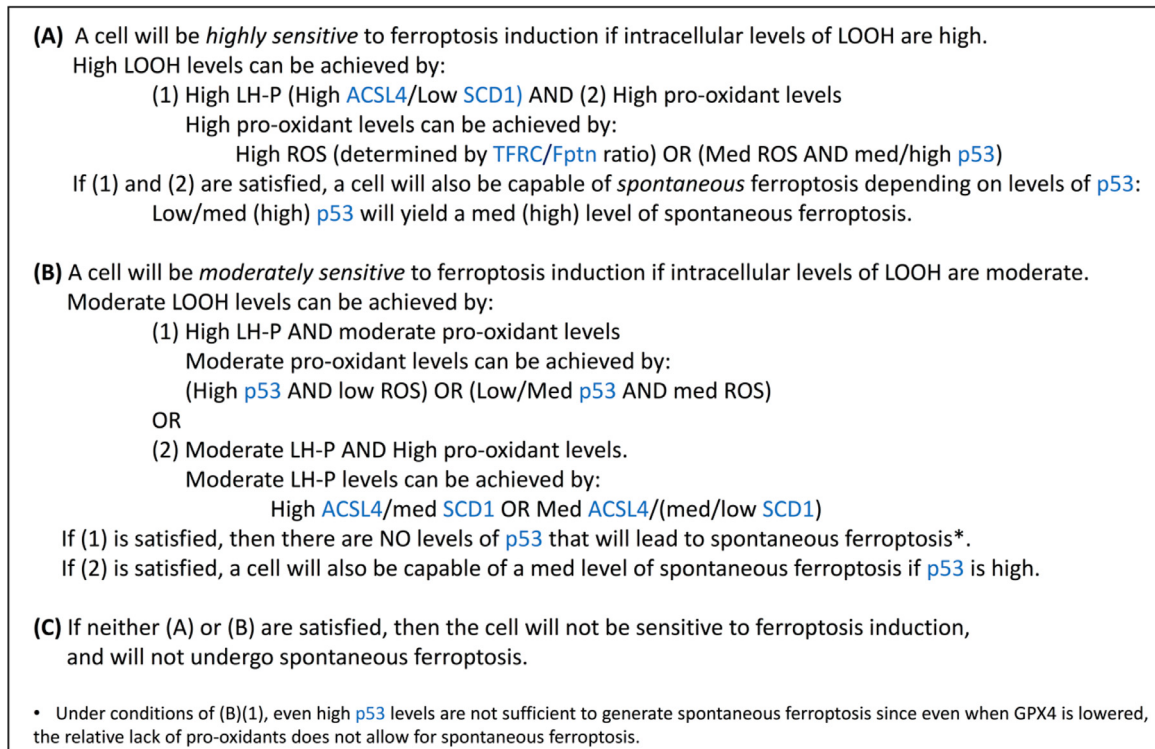 (A) A cell will be highly sensitive to ferroptosis induction if intracellular levels of LOOH are high.
High LOOH levels can be achieved by:
(1) High LH-P (High ACSL4/Low SCD1) AND (2) High pro-oxidant levels
High pro-oxidant levels can be achieved by:
High ROS (determined by TFRC/Fptn ratio) OR (Med ROS AND med/high p53)
If (1) and (2) are satisfied, a cell will also be capable of spontaneous ferroptosis depending on levels of p53:
Low/med (high) p53 will yield a med (high) level of spontaneous ferroptosis.
(B) A cell will be moderately sensitive to ferroptosis induction if intracellular levels of LOOH are moderate.
Moderate LOOH levels can be achieved by:
(1) High LH-P AND moderate pro-oxidant levels
Moderate pro-oxidant levels can be achieved by:
(High p53 AND low ROS) OR (Low/Med p53 AND med ROS)
OR
(2) Moderate LH-P AND High pro-oxidant levels.
Moderate LH-P levels can be achieved by:
High ACSL4/med SCD1 OR Med ACSL4/(med/low SCD1)
If (1) is satisfied, then there are NO levels of p53 that will lead to spontaneous ferroptosis*.
If (2) is satisfied, a cell will also be capable of a med level of spontaneous ferroptosis if p53 is high.
(C) If neither (A) or (B) are satisfied, then the cell will not be sensitive to ferroptosis induction,
and will not undergo spontaneous ferroptosis.
• Under conditions of (B)(1), even high p53 levels are not sufficient to generate spontaneous ferroptosis since even when GPX4 is lowered,
the relative lack of pro-oxidants does not allow for spontaneous ferroptosis.